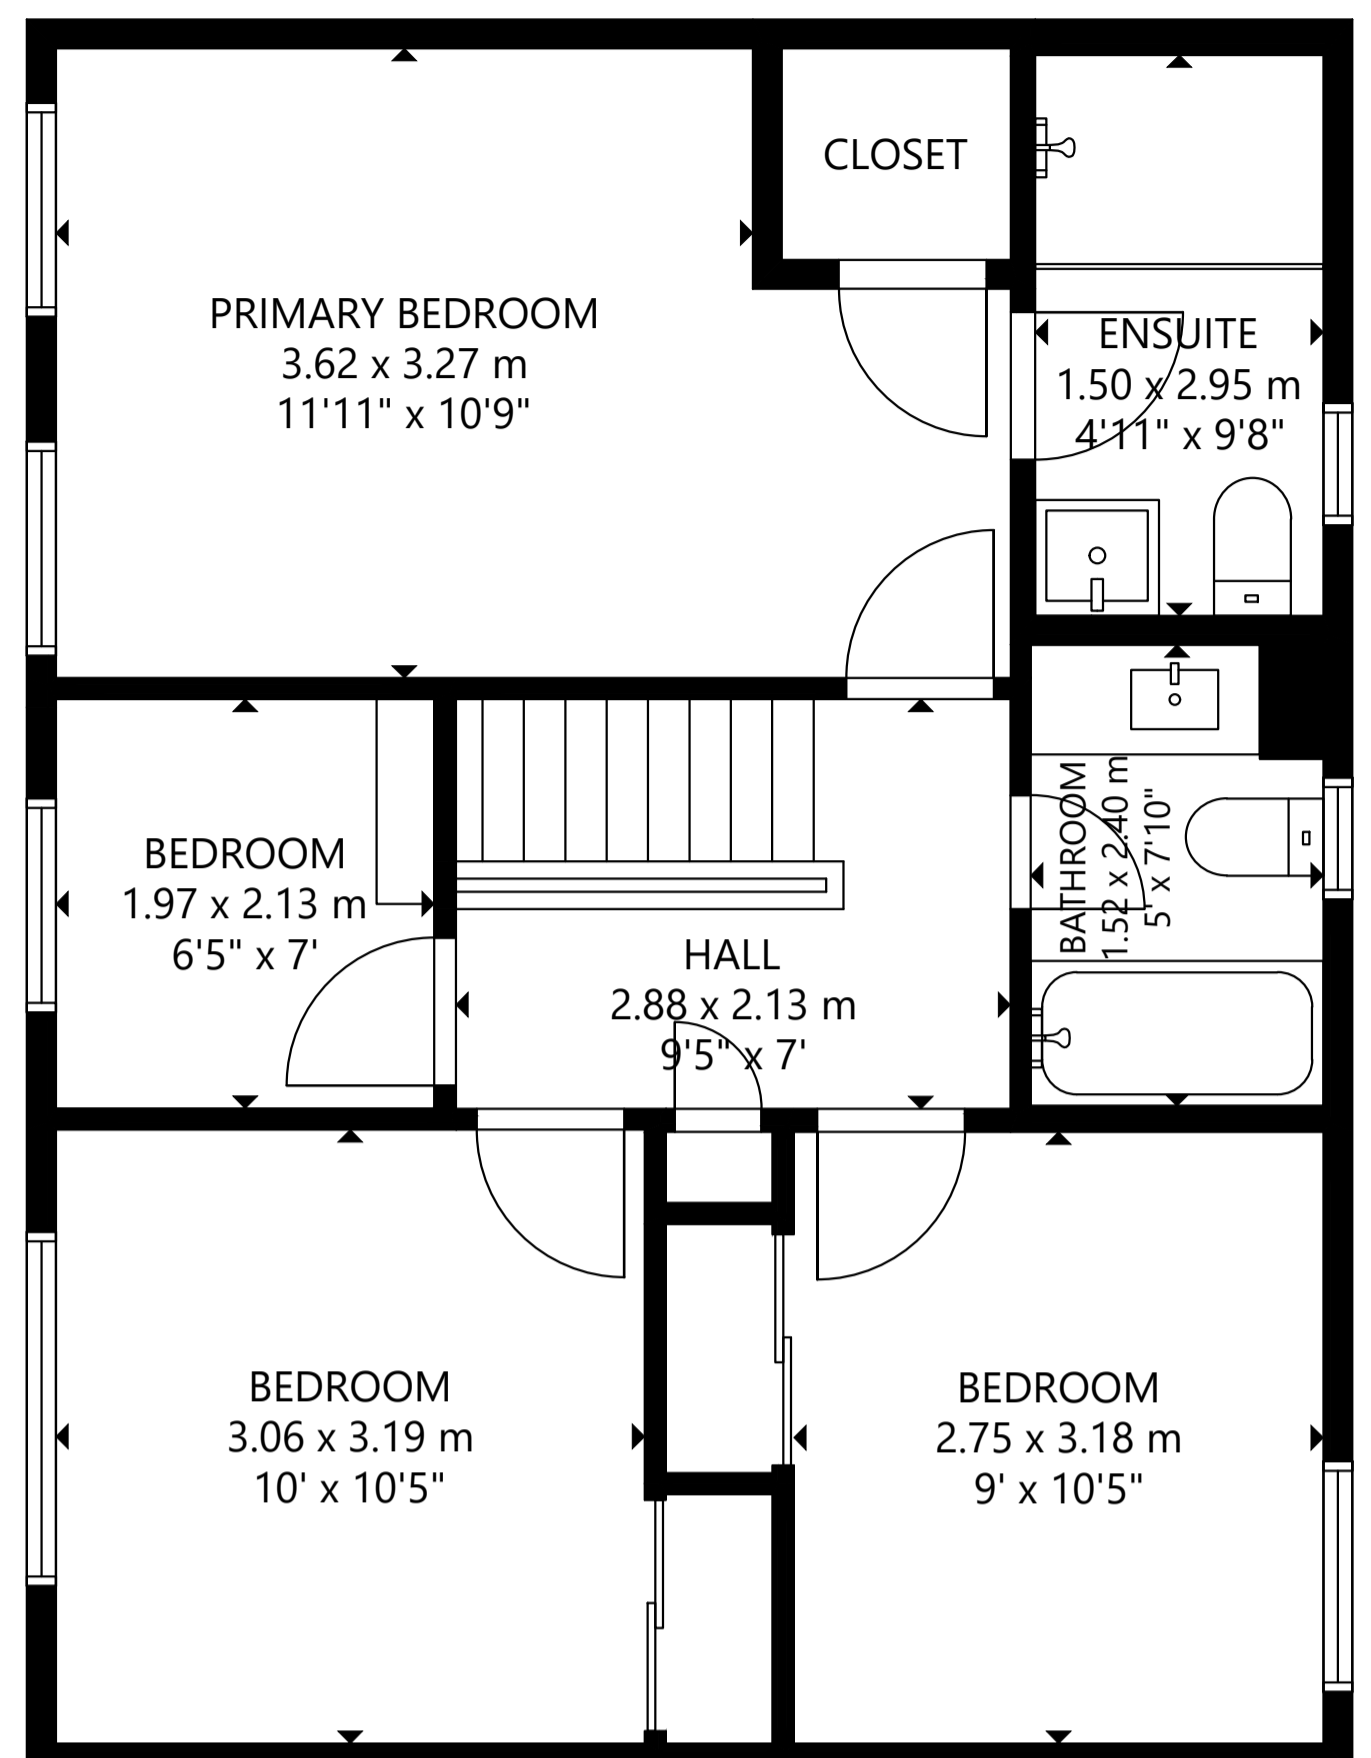 CLOSET
PRIMARY BEDROOM
3.62 x 3.27 m
11'11" x 10'9"
ENSUITE
1.50 x 2.95 m
4'11" x 9'8"
BEDROOM
1.97 x 2.13 m
6'5" x 7'
HALL
2.88 x 2.13 m
9'5" x 7'
BATHROOM
1.52 x 2.40 m
5' x 7'10"
BEDROOM
3.06 x 3.19 m
10' x 10'5"
BEDROOM
2.75 x 3.18 m
9' x 10'5"